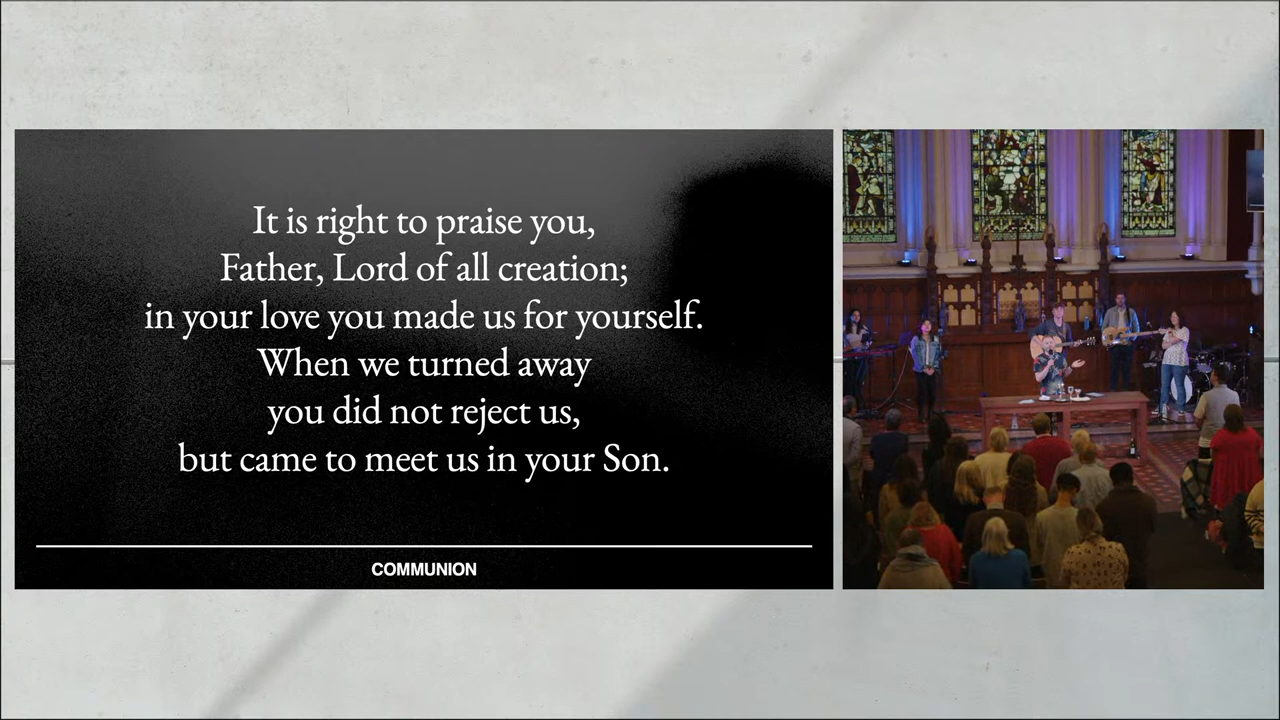 It is right to praise you,
Father, Lord of all creation;
in your love you made us for yourself.
When we turned away
you did not reject us,
but came to meet us in your Son.
COMMUNION